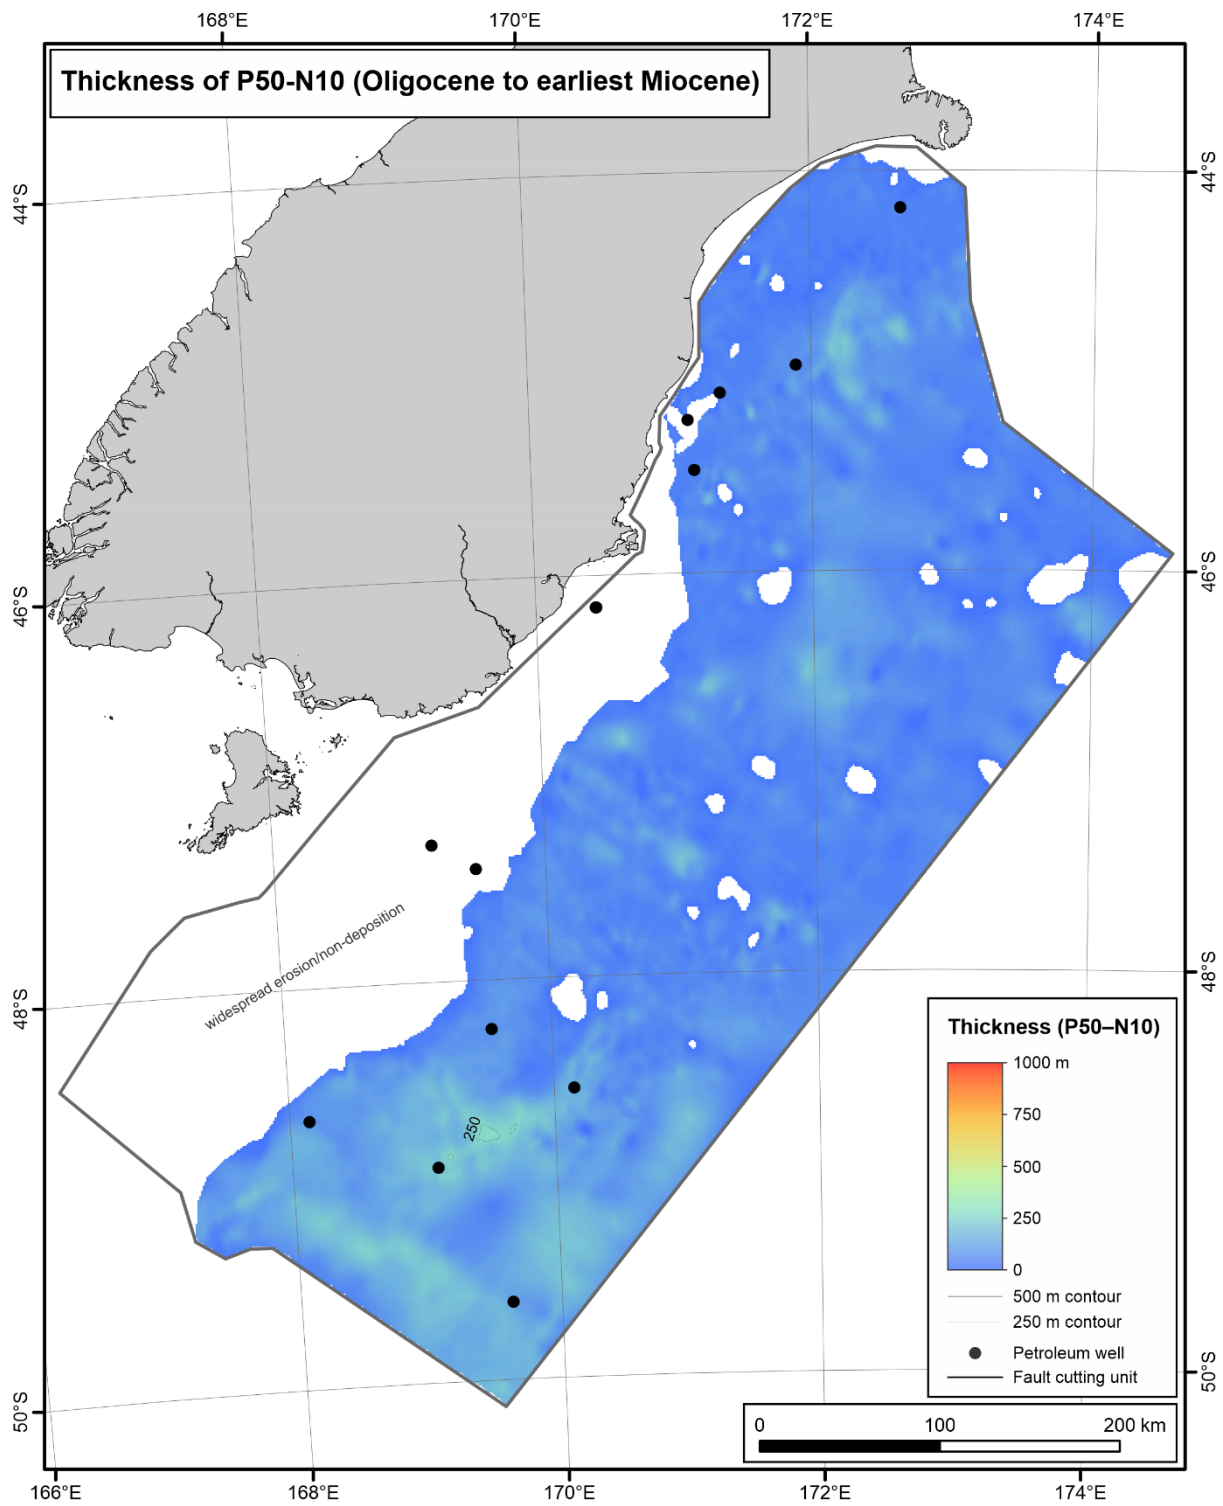 168°E 170°E 172°E 174°E
Thickness of P50-N10 (Oligocene to earliest Miocene)
44°S
44°S
46°S
46°S
widespread erosion/non-deposition
48°S
48°S
250
Thickness (P50–N10)
1000 m
750
500
250
0
500 m contour
250 m contour
Petroleum well
Fault cutting unit
50°S
50°S
0 100 200 km
166°E 168°E 170°E 172°E 174°E